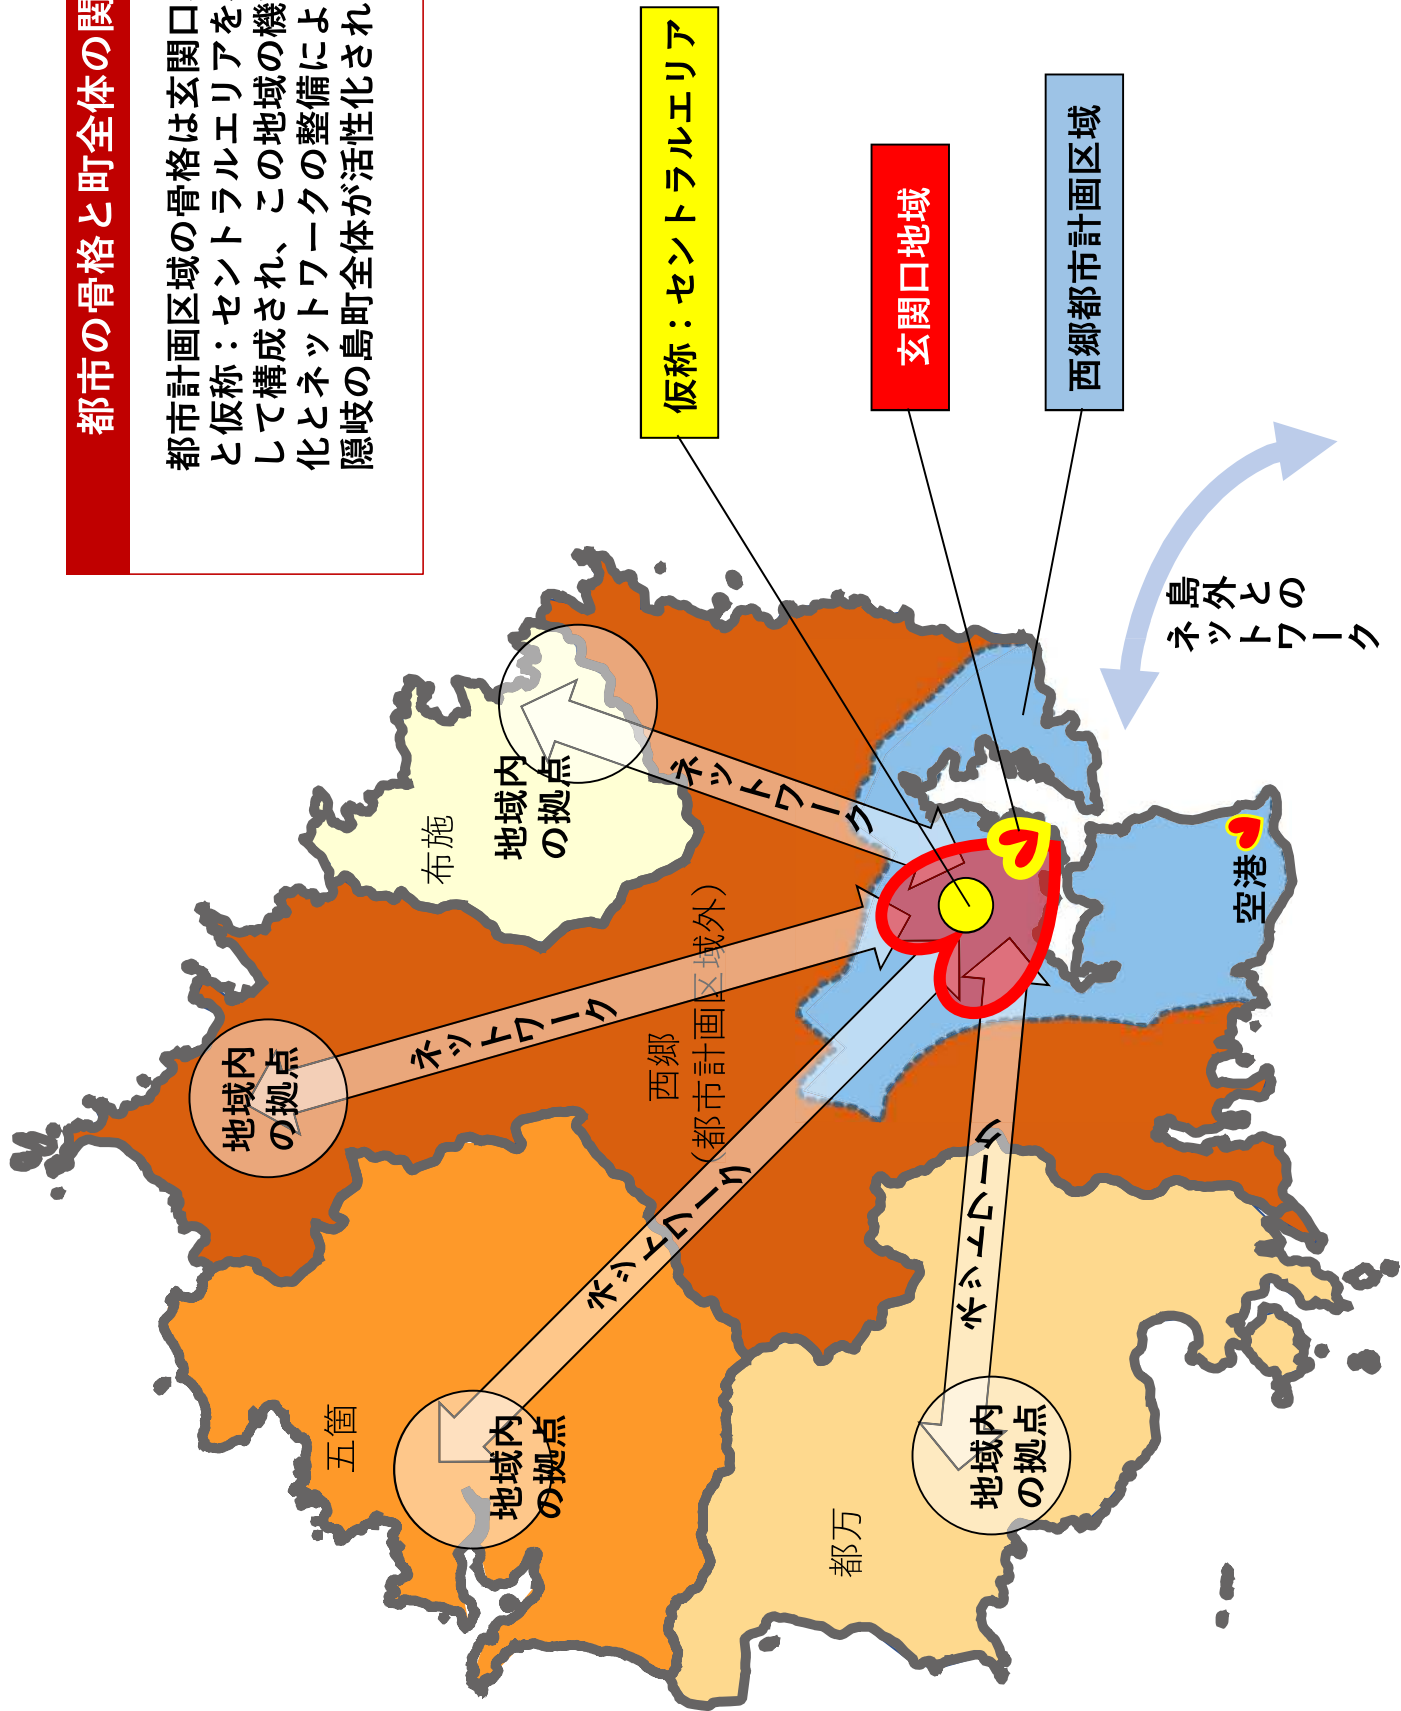 都市の骨格と町全体の関
都市計画区域の骨格は玄関口
と仮称：セントラルエリアを
して構成され、この地域の機
化とネットワークの整備によ
隠岐の島町全体が活性化され
仮称：セントラルエリア
玄関口地域
西郷都市計画区域
島外との
ネットワーク
布施
地域内
の拠点
ネットワーク
地域内
の拠点
ネットワーク
西郷
（都市計画区域外）
空港
五箇
地域内
の拠点
ネットワーク
都万
地域内
の拠点
ネットワーク